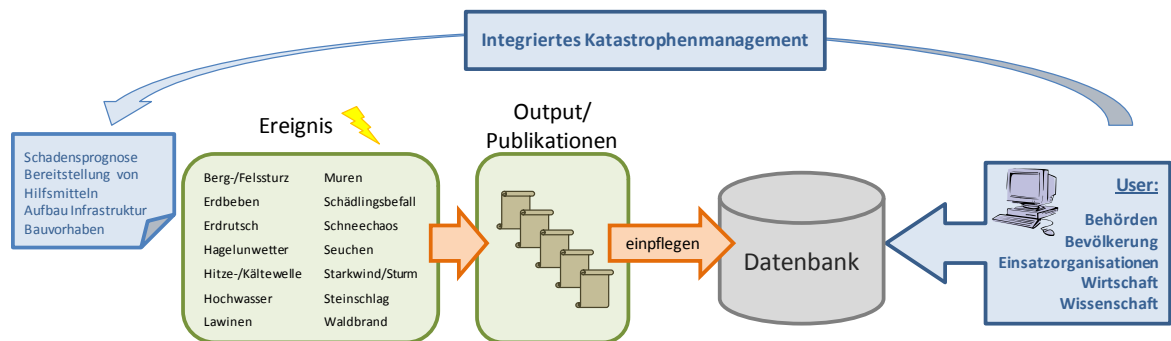 Integriertes Katastrophenmanagement
Schadensprognose
Bereitstellung von
Hilfsmitteln
Aufbau Infrastruktur
Bauvorhaben
Ereignis
Berg-/Felssturz
Erdbeben
Erdrutsch
Hagelunwetter
Hitze-/Kältewelle
Hochwasser
Lawinen
Muren
Schädlingsbefall
Schneechaos
Seuchen
Starkwind/Sturm
Steinschlag
Waldbrand
Output/
Publikationen
einpflegen
Datenbank
User:
Behörden
Bevölkerung
Einsatzorganisationen
Wirtschaft
Wissenschaft